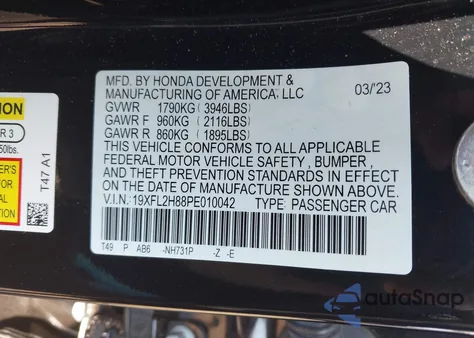 MFD. BY HONDA DEVELOPMENT &
MANUFACTURING OF AMERICA, LLC 03/'23
GVWR 1790KG (3946LBS)
GAWR F 960KG (2116LBS)
GAWR R 860KG (1895LBS)
THIS VEHICLE CONFORMS TO ALL APPLICABLE
FEDERAL MOTOR VEHICLE SAFETY , BUMPER ,
AND THEFT PREVENTION STANDARDS IN EFFECT
ON THE DATE OF MANUFACTURE SHOWN ABOVE.
V.I.N.: 19XFL2H88PE010042 TYPE: PASSENGER CAR
T49 P AB6 -NH731P -Z -E
R 3
50lbs.
T47 A1
autoSnap